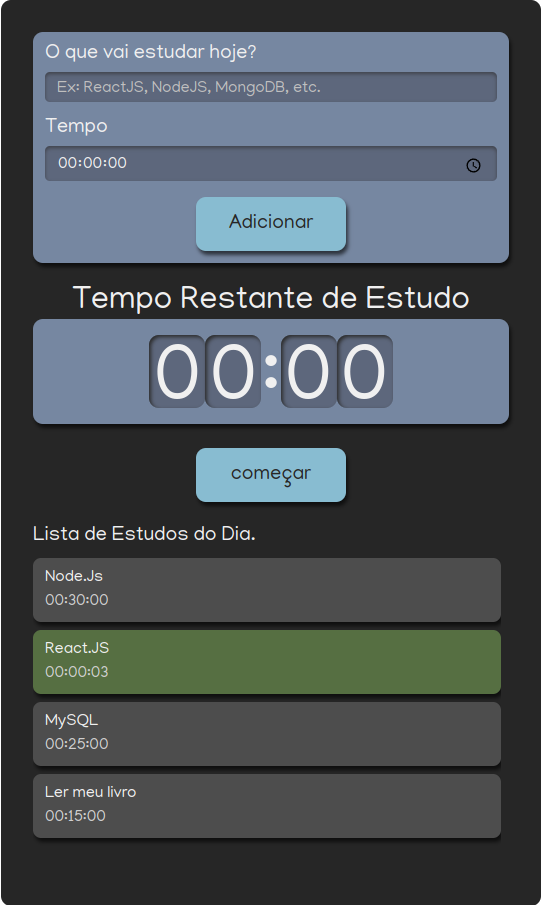 O que vai estudar hoje?
Ex: ReactJS, NodeJS, MongoDB, etc.
Tempo
00:00:00
Adicionar
Tempo Restante de Estudo
00:00
começar
Lista de Estudos do Dia.
Node.Js
00:30:00
React.JS
00:00:03
MySQL
00:25:00
Ler meu livro
00:15:00